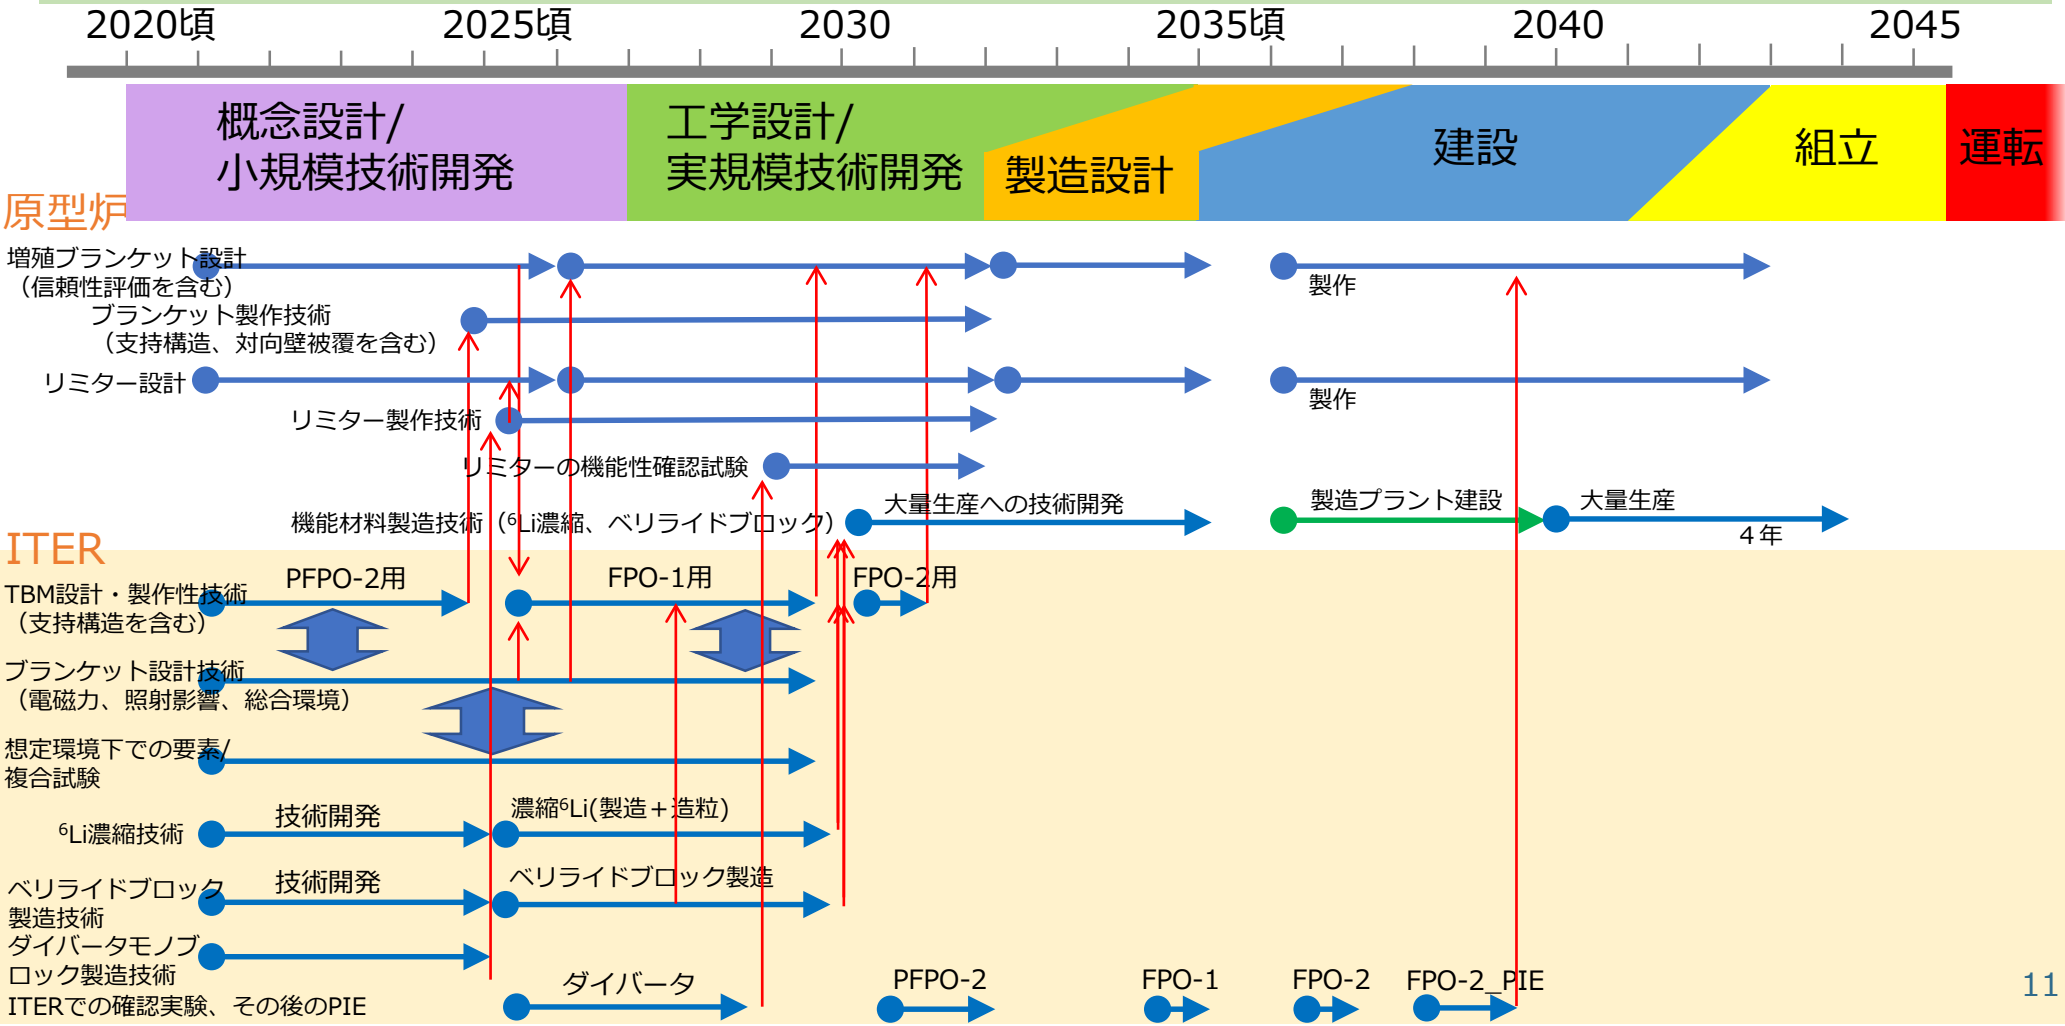 2020頃 2025頃 2030 2035頃 2040 2045
概念設計/
小規模技術開発
工学設計/
実規模技術開発
製造設計
建設
組立
運転
原型炉
増殖ブランケット設計
（信頼性評価を含む）
製作
ブランケット製作技術
（支持構造、対向壁被覆を含む）
リミター設計
製作
リミター製作技術
リミターの機能性確認試験
機能材料製造技術（⁶Li濃縮、ベリライドブロック）
大量生産への技術開発
製造プラント建設
大量生産
４年
ITER
TBM設計・製作性技術
（支持構造を含む）
PFPO-2用
FPO-1用
FPO-2用
ブランケット設計技術
（電磁力、照射影響、総合環境）
想定環境下での要素/
複合試験
⁶Li濃縮技術
技術開発
濃縮⁶Li(製造＋造粒)
ベリライドブロック
製造技術
技術開発
ベリライドブロック製造
ダイバータモノブ
ロック製造技術
ITERでの確認実験、その後のPIE
ダイバータ
PFPO-2
FPO-1
FPO-2
FPO-2_PIE
11